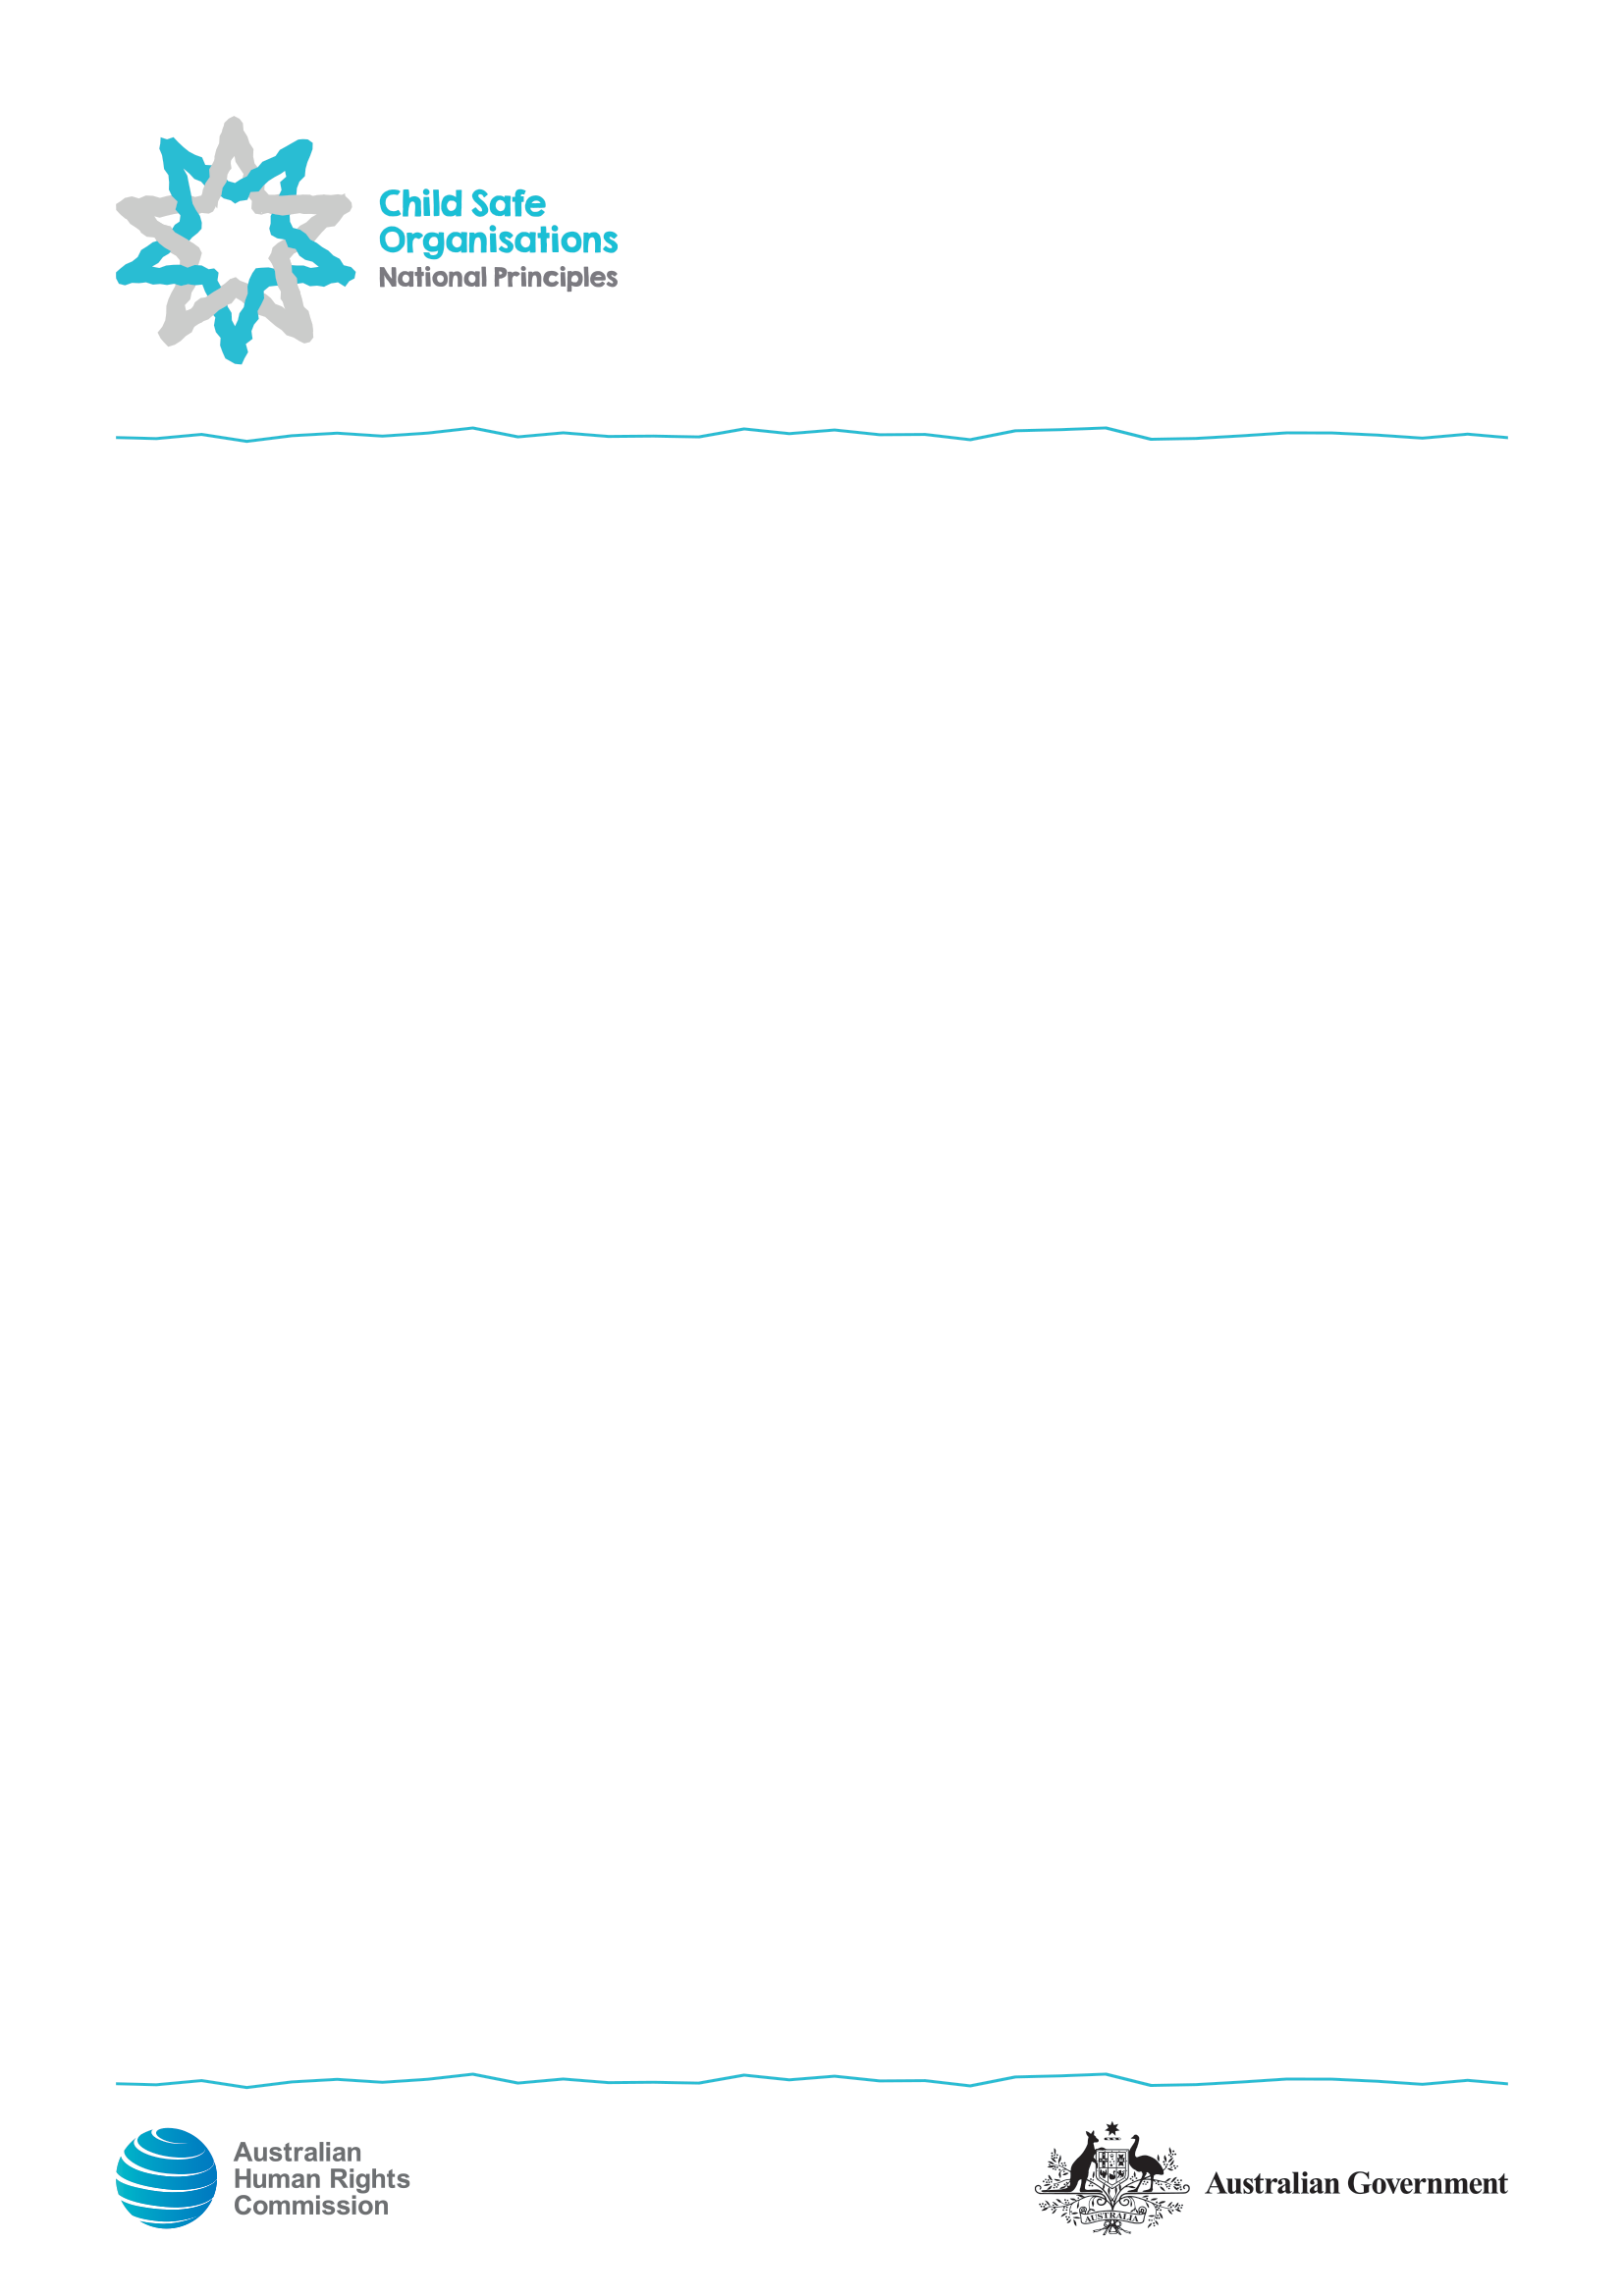 Child Safe
Organisations
National Principles
Australian
Human Rights
Commission
AUSTRALIA
Australian Government